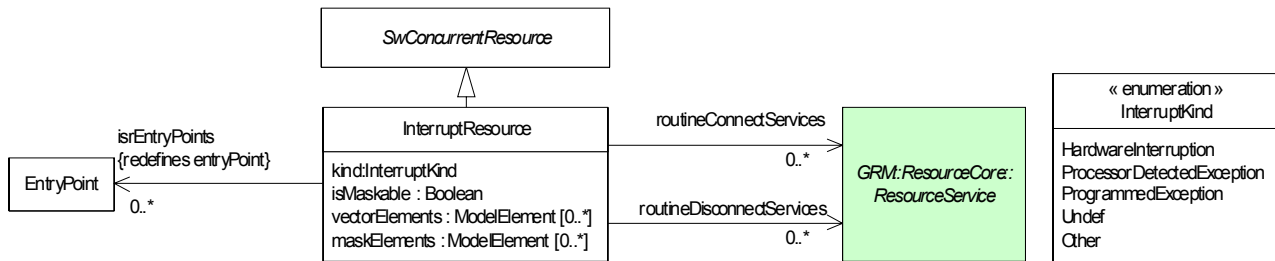 SwConcurrentResource
isrEntryPoints
{redefines entryPoint}
EntryPoint
0..*
InterruptResource
kind:InterruptKind
isMaskable : Boolean
vectorElements : ModelElement [0..*]
maskElements : ModelElement [0..*]
routineConnectServices
0..*
routineDisconnectServices
0..*
GRM::ResourceCore::
ResourceService
« enumeration »
InterruptKind
HardwareInterruption
ProcessorDetectedException
ProgrammedException
Undef
Other